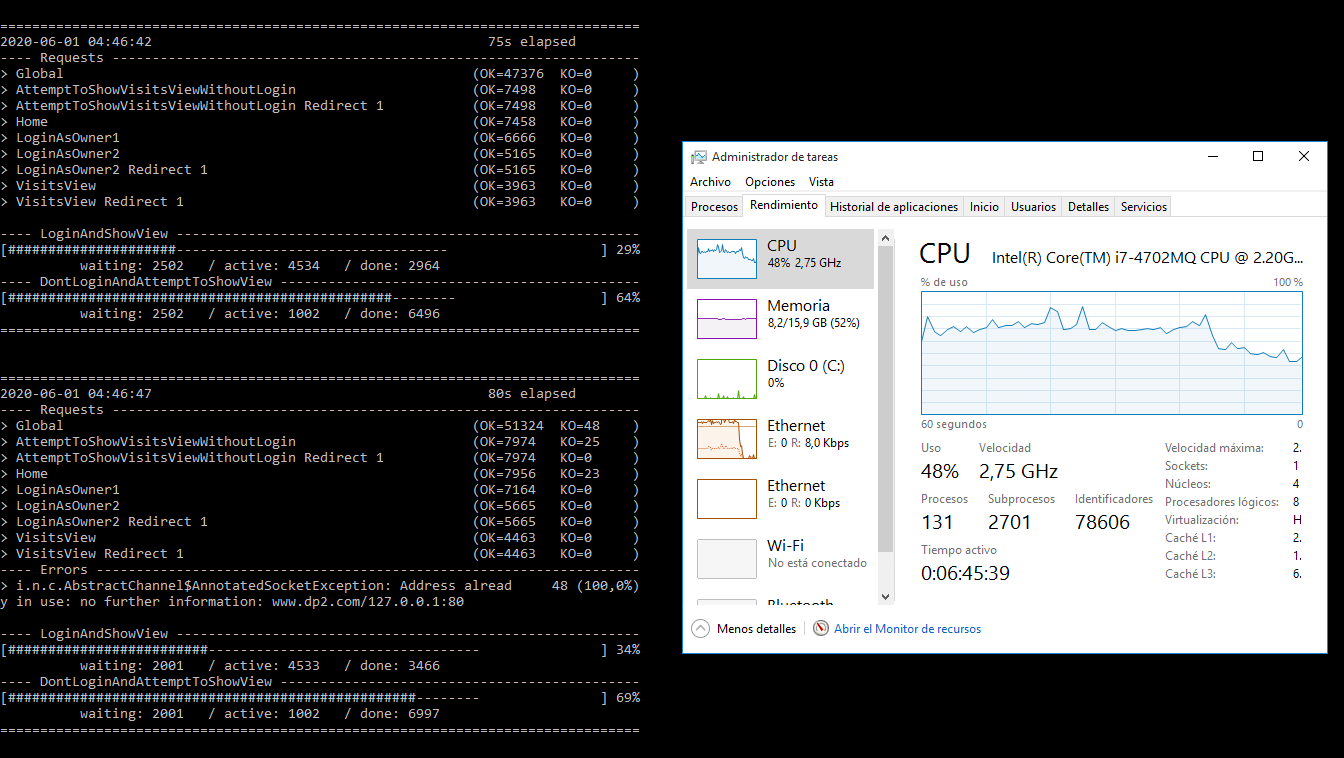 ================================================================================
2020-06-01 04:46:42                                          75s elapsed
---- Requests ------------------------------------------------------------------
> Global                                                   (OK=47376  KO=0     )
> AttemptToShowVisitsViewWithoutLogin                      (OK=7498   KO=0     )
> AttemptToShowVisitsViewWithoutLogin Redirect 1           (OK=7498   KO=0     )
> Home                                                     (OK=7458   KO=0     )
> LoginAsOwner1                                            (OK=6666   KO=0     )
> LoginAsOwner2                                            (OK=5165   KO=0     )
> LoginAsOwner2 Redirect 1                                 (OK=5165   KO=0     )
> VisitsView                                               (OK=3963   KO=0     )
> VisitsView Redirect 1                                    (OK=3963   KO=0     )
---- LoginAndShowView ----------------------------------------------------------
[#####################--------------------------------                     ] 29%
          waiting: 2502   / active: 4534   / done: 2964
---- DontLoginAndAttemptToShowView ---------------------------------------------
[################################################--------                  ] 64%
          waiting: 2502   / active: 1002   / done: 6496
================================================================================
================================================================================
2020-06-01 04:46:47                                          80s elapsed
---- Requests ------------------------------------------------------------------
> Global                                                   (OK=51324  KO=48    )
> AttemptToShowVisitsViewWithoutLogin                      (OK=7974   KO=25    )
> AttemptToShowVisitsViewWithoutLogin Redirect 1           (OK=7974   KO=0     )
> Home                                                     (OK=7956   KO=23    )
> LoginAsOwner1                                            (OK=7164   KO=0     )
> LoginAsOwner2                                            (OK=5665   KO=0     )
> LoginAsOwner2 Redirect 1                                 (OK=5665   KO=0     )
> VisitsView                                               (OK=4463   KO=0     )
> VisitsView Redirect 1                                    (OK=4463   KO=0     )
---- Errors --------------------------------------------------------------------
> i.n.c.AbstractChannel$AnnotatedSocketException: Address alread     48 (100,0%)
y in use: no further information: www.dp2.com/127.0.0.1:80
---- LoginAndShowView ----------------------------------------------------------
[#########################----------------------------------               ] 34%
          waiting: 2001   / active: 4533   / done: 3466
---- DontLoginAndAttemptToShowView ---------------------------------------------
[###################################################--------               ] 69%
          waiting: 2001   / active: 1002   / done: 6997
================================================================================
Administrador de tareas
Archivo Opciones Vista
Procesos Rendimiento Historial de aplicaciones Inicio Usuarios Detalles Servicios
CPU
48% 2,75 GHz
Memoria
8,2/15,9 GB (52%)
Disco 0 (C:)
0%
Ethernet
E: 0 R: 8,0 Kbps
Ethernet
E: 0 R: 0 Kbps
Wi-Fi
No está conectado
Bluetooth
CPU Intel(R) Core(TM) i7-4702MQ CPU @ 2.20G...
% de uso 100 %
60 segundos 0
Uso Velocidad
48% 2,75 GHz
Procesos Subprocesos Identificadores
131 2701 78606
Tiempo activo
0:06:45:39
Velocidad máxima: 2.
Sockets: 1
Núcleos: 4
Procesadores lógicos: 8
Virtualización: H
Caché L1: 2.
Caché L2: 1.
Caché L3: 6.
Menos detalles Abrir el Monitor de recursos